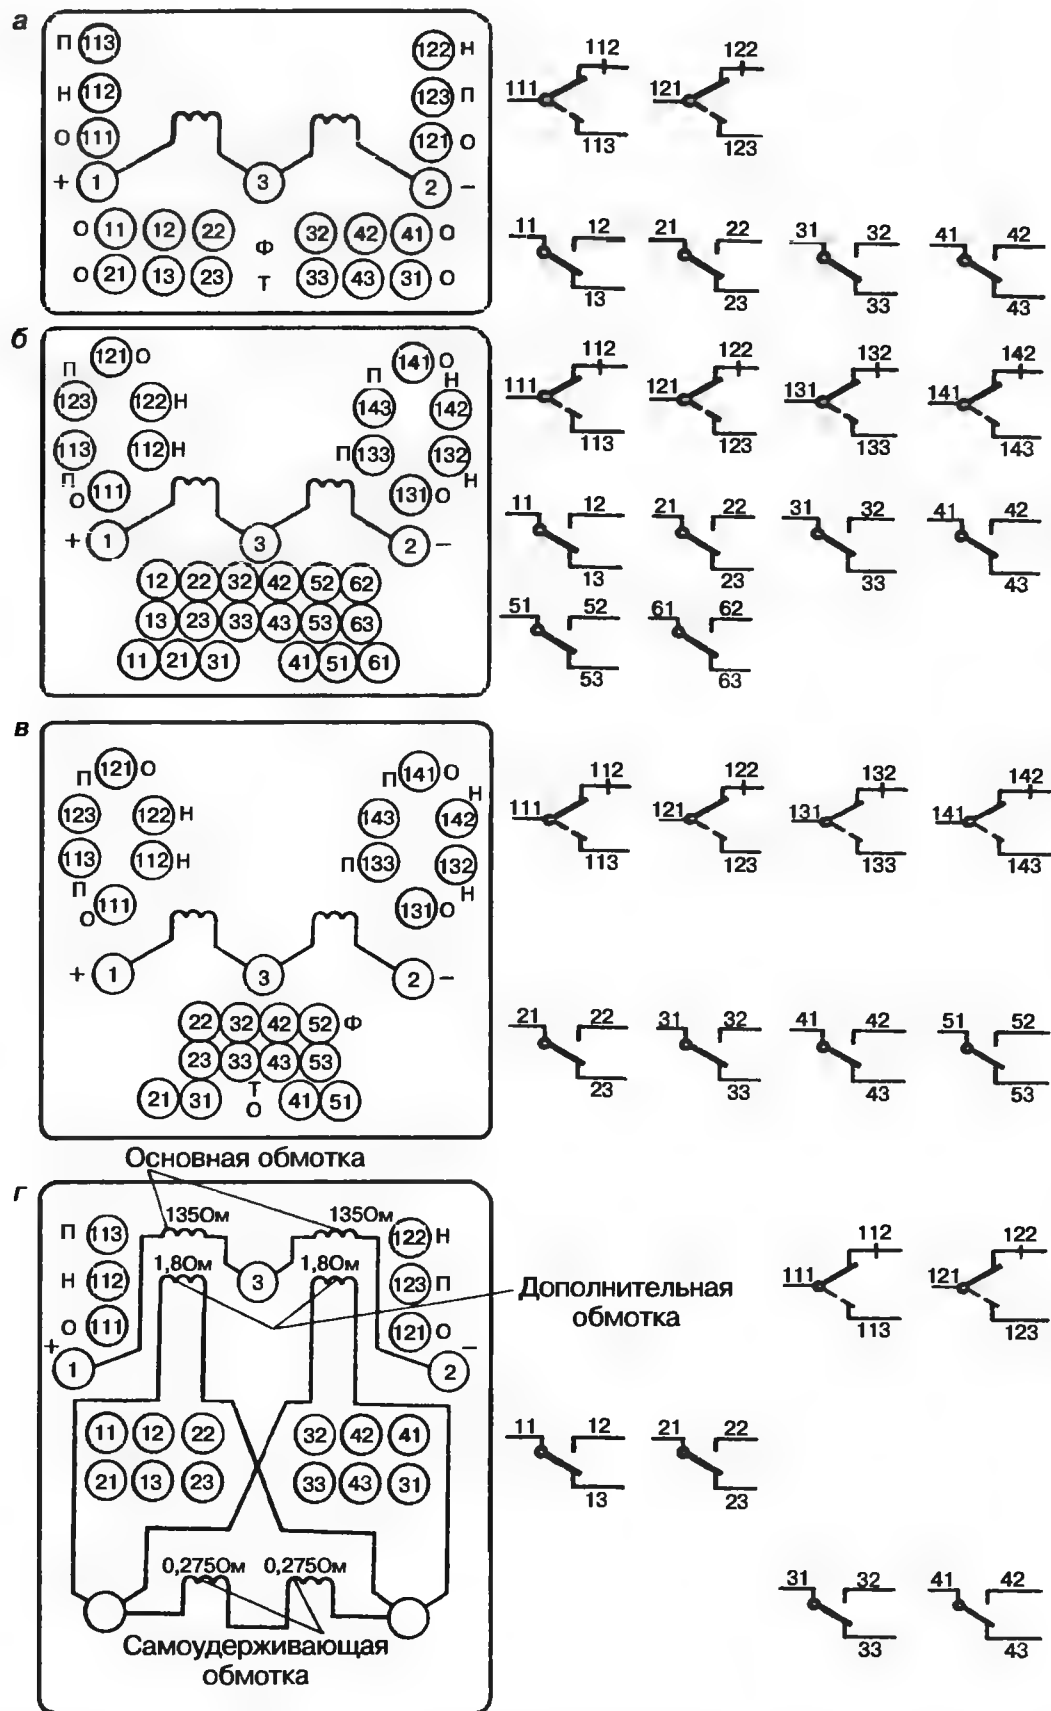 а
П 113
122 Н
Н 112
123 П
О 111
121 О
+ 1
3
2 −
О 11 12 22
Ф
32 42 41 О
О 21 13 23
Т
33 43 31 О
112
122
111
121
113
123
11 12
21 22
31 32
41 42
13
23
33
43
б
121 О
141 О
П
П
Н
123
122 Н
143
142
113
112 Н
П 133
132
П
О 111
131 О
Н
+ 1
3
2 −
12 22 32 42 52 62
13 23 33 43 53 63
11 21 31
41 51 61
112
122
132
142
111
121
131
141
113
123
133
143
11 12
21 22
31 32
41 42
13
23
33
43
51 52
61 62
53
63
в
П 121 О
П 141 О
Н
123
122 Н
143
142
113
112 Н
П 133
132
П
О 111
131 О
Н
+ 1
3
2 −
22 32 42 52 Ф
23 33 43 53
Т
21 31
О
41 51
112
122
132
142
111
121
131
141
113
123
133
143
21 22
31 32
41 42
51 52
23
33
43
53
Основная обмотка
г
135Ом
135Ом
П 113
122 Н
1,8Ом
1,8Ом
Н 112
3
123 П
Дополнительная
обмотка
О 111
121 О
+
−
1
2
11 12 22
32 42 41
21 13 23
33 43 31
0,275Ом
0,275Ом
Самоудерживающая
обмотка
112
122
111
121
113
123
11 12
21 22
13
23
31 32
41 42
33
43